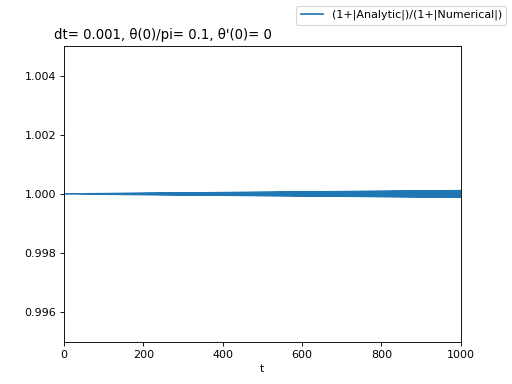 (1+|Analytic|)/(1+|Numerical|)
dt= 0.001, θ(0)/pi= 0.1, θ'(0)= 0
1.004
1.002
1.000
0.998
0.996
0 200 400 600 800 1000
t